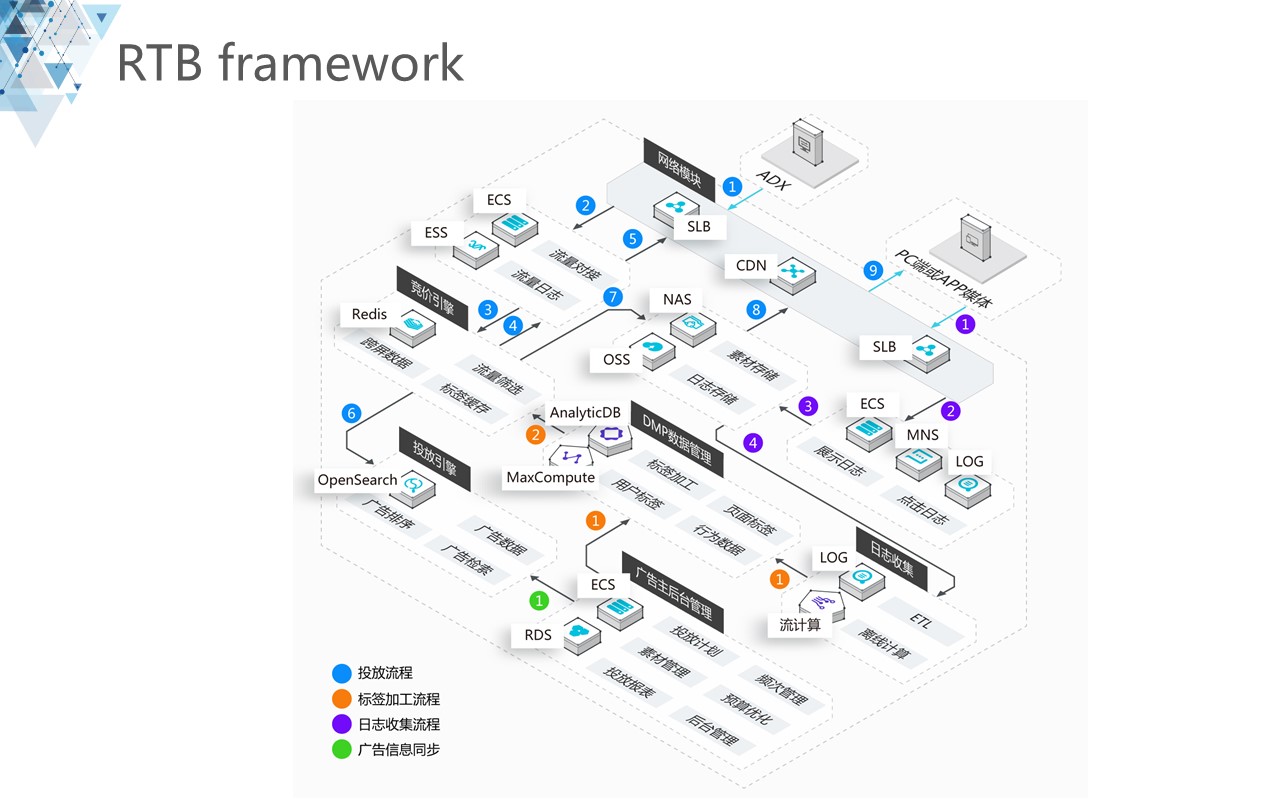 RTB framework
网络模块
ADX
1
ECS
2
SLB
ESS
5
流量对接
CDN
9
PC端或APP媒体
流量日志
竞价引擎
7
NAS
3
8
Redis
4
1
跨屏数据
OSS
SLB
素材存储
流量筛选
日志存储
标签缓存
ECS
6
AnalyticDB
3
2
2
DMP数据管理
4
MNS
投放引擎
展示日志
LOG
OpenSearch
MaxCompute
标签加工
用户标签
点击日志
广告排序
1
页面标签
广告数据
行为数据
广告检索
LOG
日志收集
1
广告主后台管理
ECS
1
RDS
流计算
ETL
投放计划
离线计算
素材管理
投放报表
频次管理
预算优化
后台管理
投放流程
标签加工流程
日志收集流程
广告信息同步